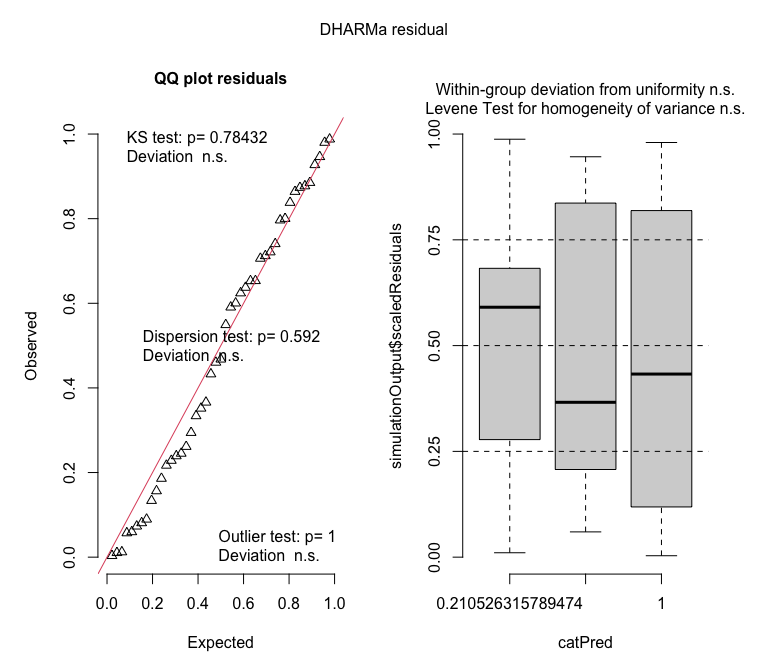 DHARMa residual
QQ plot residuals
KS test: p= 0.78432
Deviation n.s.
Dispersion test: p= 0.592
Deviation n.s.
Outlier test: p= 1
Deviation n.s.
Observed
0.0 0.2 0.4 0.6 0.8 1.0
0.0 0.2 0.4 0.6 0.8 1.0
Expected
Within-group deviation from uniformity n.s.
Levene Test for homogeneity of variance n.s.
simulationOutput$scaledResiduals
0.00 0.25 0.50 0.75 1.00
0.210526315789474 1
catPred